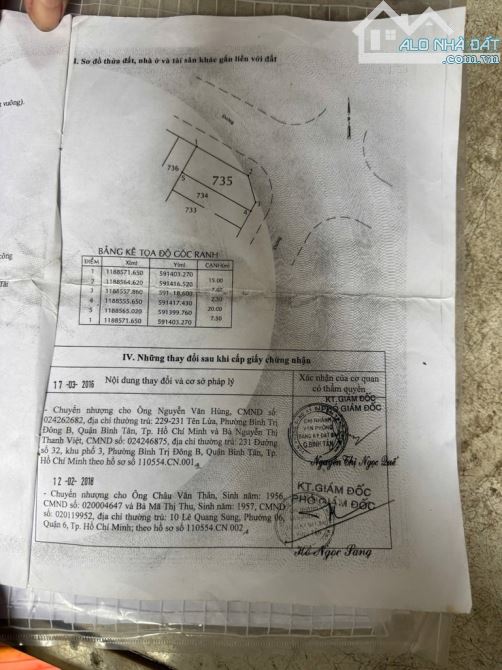 ALO NHÀ ĐẤT
.com.vn
I. Sơ đồ thửa đất, nhà ở và tài sản khác gắn liền với đất
vuông).
736
735
5
734
733
4
3
BẢNG KÊ TỌA ĐỘ GÓC RANH
ĐIỂM X(m) Y(m) CẠNH(m)
1 1188571.650 591403.270
15.00
2 1188564.620 591416.520
3 1188557.860
2.50
4 1188555.650 591417.430
20.00
5 1188565.020 591399.760
7.50
1 1188571.650 591403.270
IV. Những thay đổi sau khi cấp giấy chứng nhận
17 -03- 2016
Nội dung thay đổi và cơ sở pháp lý
Xác nhận của cơ quan
có thẩm quyền
KT.GIÁM ĐỐC
PHÓ GIÁM ĐỐC
- Chuyển nhượng cho Ông Nguyễn Văn Hùng, CMND số:
024262682, địa chỉ thường trú: 229-231 Tên Lửa, Phường Bình Trị
Đông B, Quận Bình Tân, Tp. Hồ Chí Minh và Bà Nguyễn Thị
Thanh Việt, CMND số: 024246875, địa chỉ thường trú: 231 Đường
số 32, khu phố 3, Phường Bình Trị Đông B, Quận Bình Tân, Tp.
Hồ Chí Minh theo hồ sơ số 110554.CN.001
Nguyễn Thị Ngọc Quế
12 -02- 2018
- Chuyển nhượng cho Ông Châu Văn Thân, Sinh năm: 1956,
CMND số: 020004647 và Bà Mã Thị Thu, Sinh năm: 1957, CMND
số: 020119952, địa chỉ thường trú: 10 Lê Quang Sung, Phường 06,
Quận 6, Tp. Hồ Chí Minh; theo hồ sơ số 110554.CN.002
KT.GIÁM ĐỐC
PHÓ GIÁM ĐỐC
Hồ Ngọc Sang